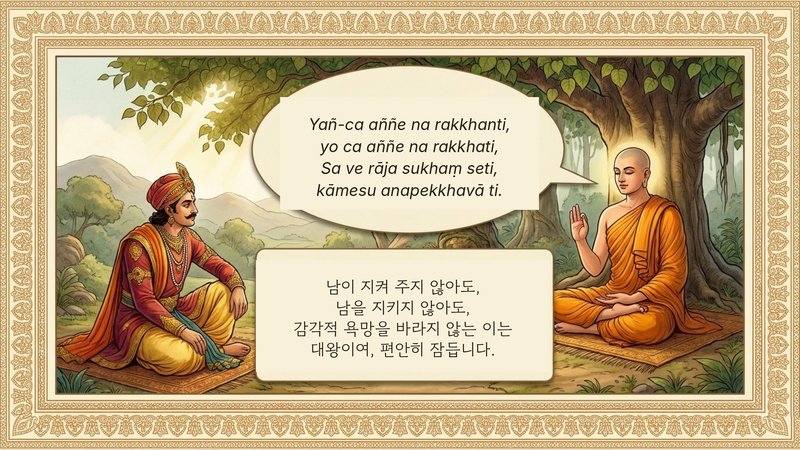 Yañ-ca aññe na rakkhanti,
yo ca aññe na rakkhati,
Sa ve rāja sukhaṃ seti,
kāmesu anapekkhavā ti.
남이 지켜 주지 않아도,
남을 지키지 않아도,
감각적 욕망을 바라지 않는 이는
대왕이여, 편안히 잠듭니다.